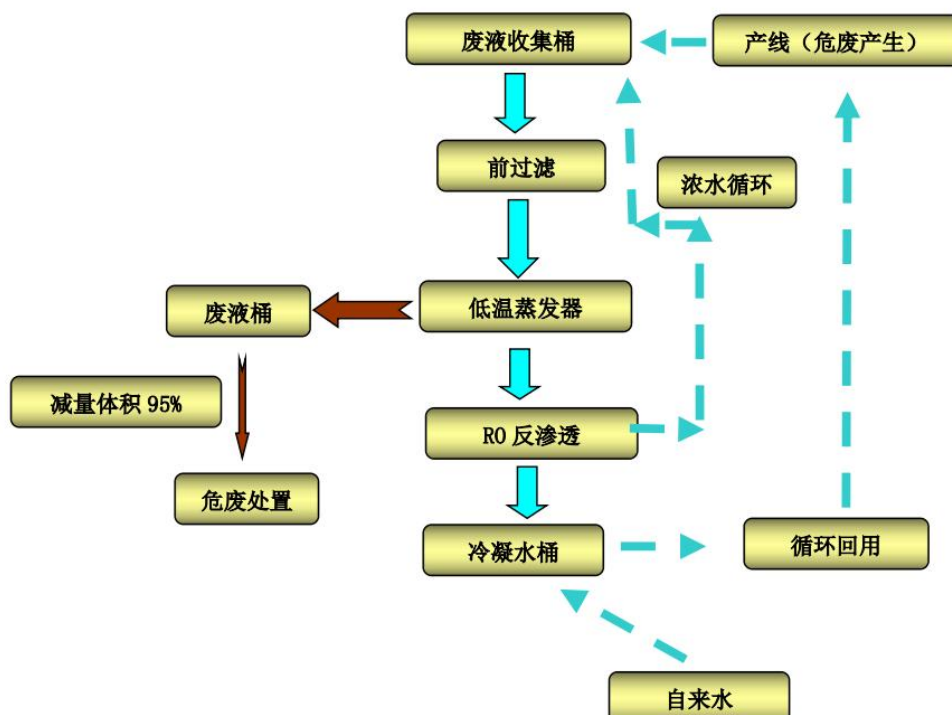 废液收集桶
产线（危废产生）
前过滤
浓水循环
废液桶
低温蒸发器
减量体积 95%
RO 反渗透
危废处置
冷凝水桶
循环回用
自来水